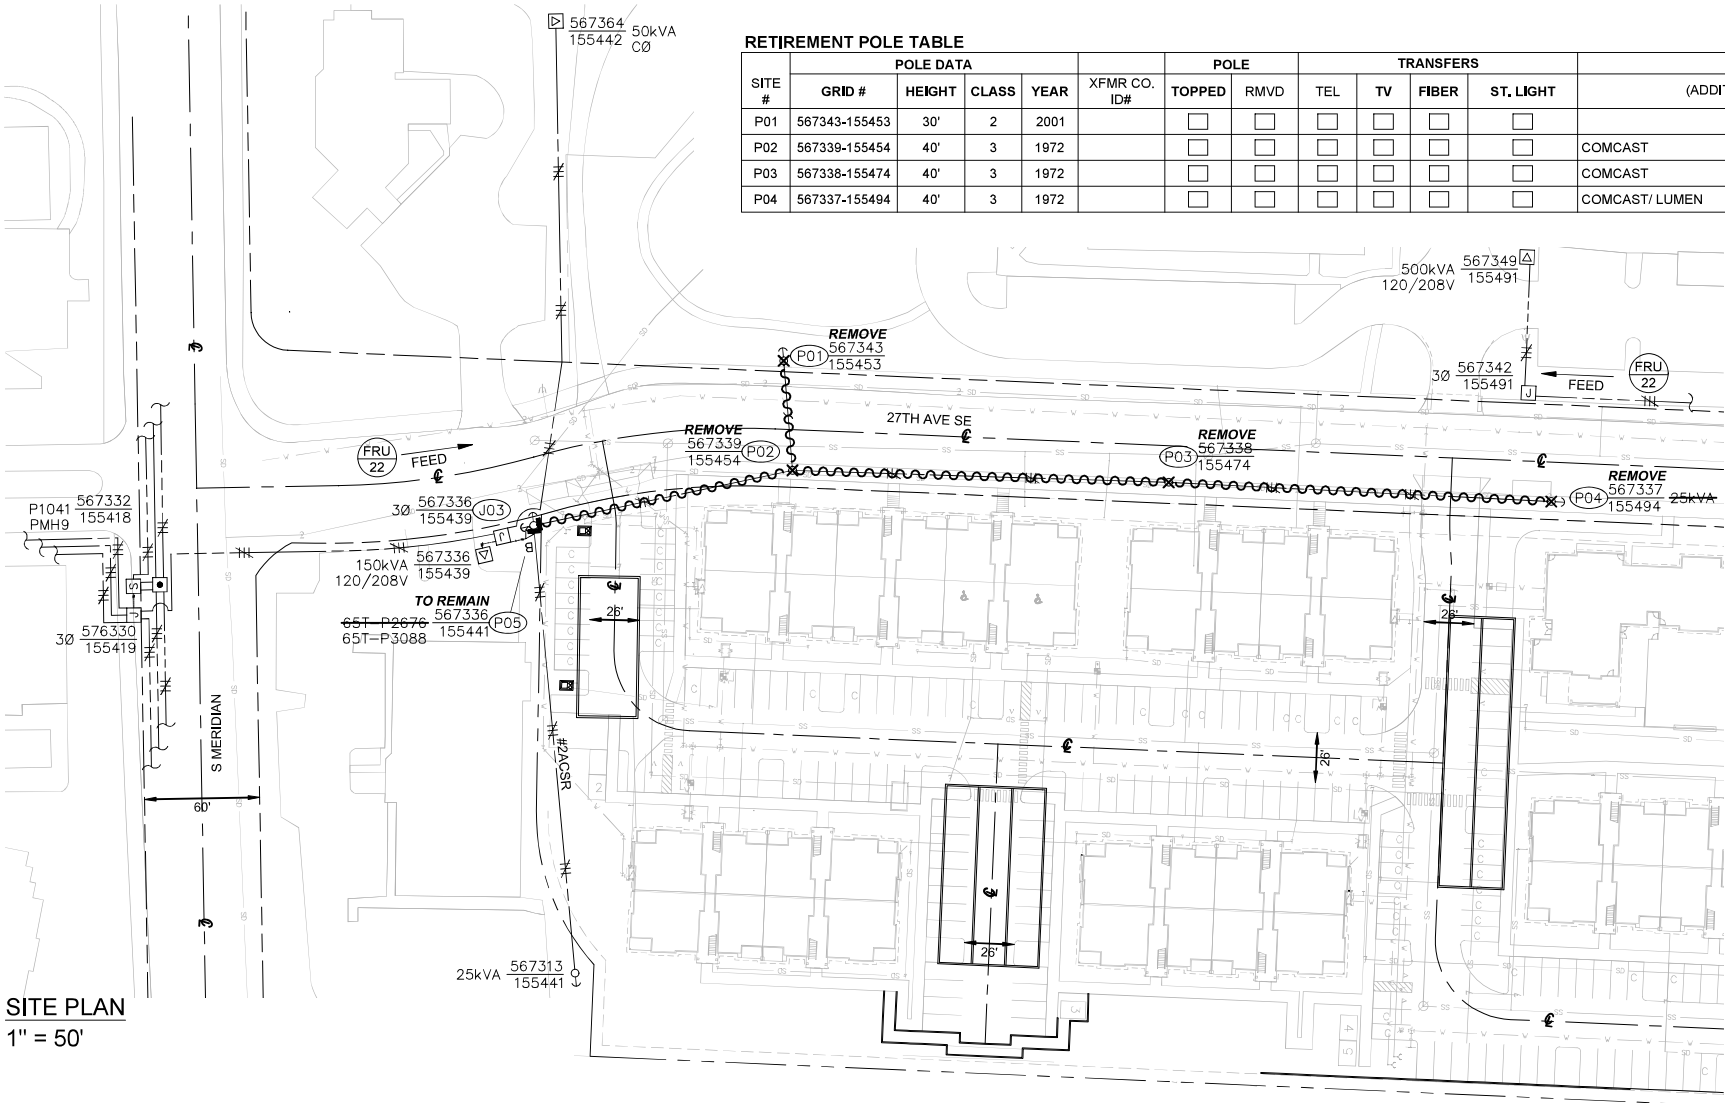 567364
155442 50kVA
CØ
RETIREMENT POLE TABLE
POLE DATA POLE TRANSFERS
SITE # GRID # HEIGHT CLASS YEAR XFMR CO. ID# TOPPED RMVD TEL TV FIBER ST. LIGHT (ADDIT
P01 567343-155453 30' 2 2001
P02 567339-155454 40' 3 1972 COMCAST
P03 567338-155474 40' 3 1972 COMCAST
P04 567337-155494 40' 3 1972 COMCAST/ LUMEN
500kVA 567349
120/208V 155491
REMOVE
P01 567343
155453
3Ø 567342
155491
FEED
FRU
22
27TH AVE SE
REMOVE
567339
155454 P02
REMOVE
P03 567338
155474
FRU
22
FEED
REMOVE
P04 567337 25kVA
155494
P1041 567332
PMH9 155418
3Ø 567336
155439 J03
J
B
150kVA 567336
120/208V 155439
TO REMAIN
65T-P2676 567336
65T-P3088 155441 P05
26'
26'
S
J
3Ø 576330
155419
S MERIDIAN
#2ACSR
60'
26'
26'
25kVA 567313
155441
SITE PLAN
1" = 50'
2
3
4
5